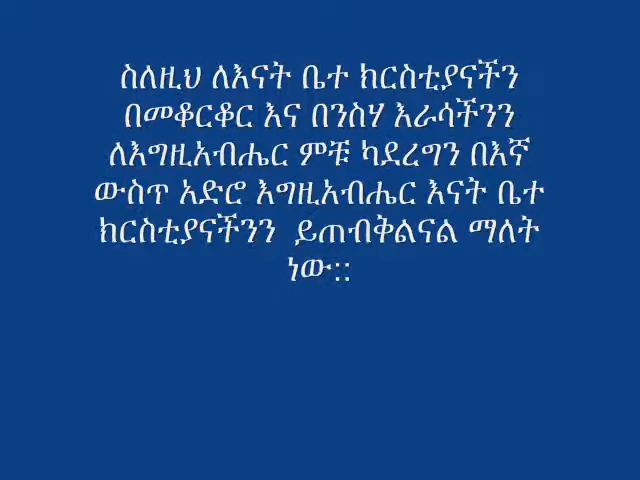 ስለዚህ ለእናት ቤተ ክርስቲያናችን
በመቆርቆር እና በንስሃ እራሳችንን
ለእግዚአብሔር ምቹ ካደረግን በእኛ
ውስጥ አድሮ እግዚአብሔር እናት ቤተ
ክርስቲያናችንን ይጠብቅልናል ማለት
ነው::